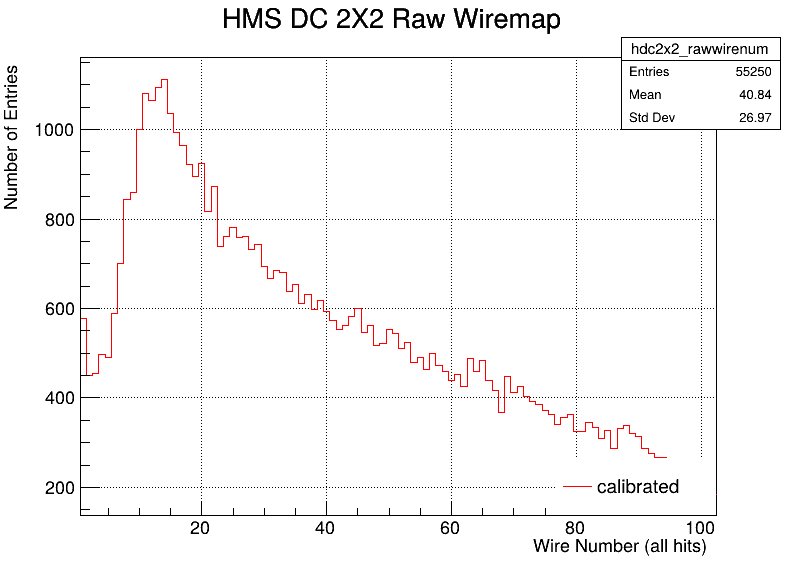 HMS DC 2X2 Raw Wiremap
hdc2x2_rawwirenum
Entries 55250
Mean 40.84
Std Dev 26.97
Number of Entries
1000
800
600
400
200
calibrated
20 40 60 80 100
Wire Number (all hits)